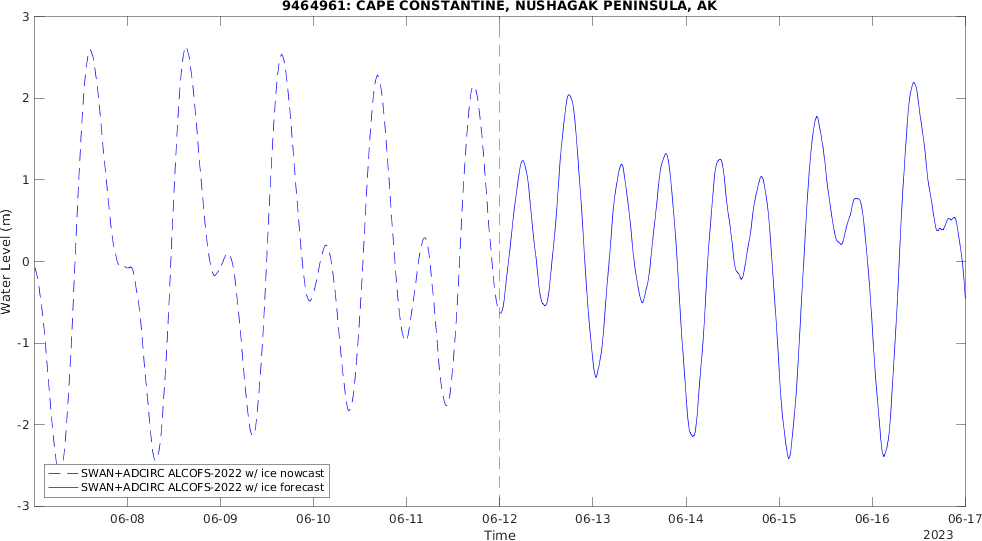 9464961: CAPE CONSTANTINE, NUSHAGAK PENINSULA, AK
3
2
1
0
-1
-2
-3
Water Level (m)
SWAN+ADCIRC ALCOFS-2022 w/ ice nowcast
SWAN+ADCIRC ALCOFS-2022 w/ ice forecast
06-08 06-09 06-10 06-11 06-12 06-13 06-14 06-15 06-16 06-17
Time
2023